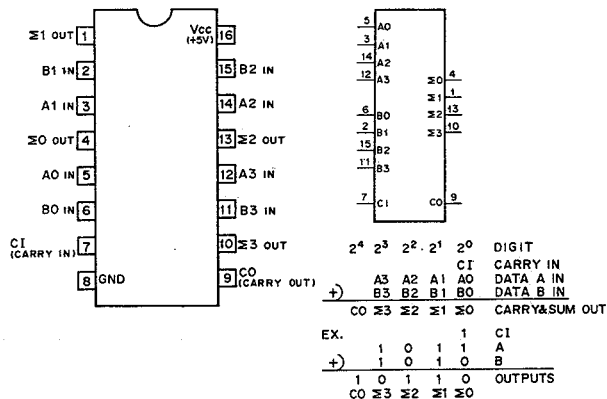 Σ1 OUT 1
B1 IN 2
A1 IN 3
Σ0 OUT 4
A0 IN 5
B0 IN 6
CI 7
(CARRY IN)
8 GND
Vcc 16
(+5V)
15 B2 IN
14 A2 IN
13 Σ2 OUT
12 A3 IN
11 B3 IN
10 Σ3 OUT
9 CO
(CARRY OUT)
5 A0
3 A1
14 A2
12 A3
6 B0
2 B1
15 B2
11 B3
7 CI
Σ0 4
Σ1 1
Σ2 13
Σ3 10
CO 9
2⁴ 2³ 2² 2¹ 2⁰ DIGIT
CI CARRY IN
A3 A2 A1 A0 DATA A IN
+) B3 B2 B1 B0 DATA B IN
CO Σ3 Σ2 Σ1 Σ0 CARRY&SUM OUT
EX. 1 CI
1 0 1 1 A
+) 1 0 1 0 B
1 0 1 1 0 OUTPUTS
CO Σ3 Σ2 Σ1 Σ0